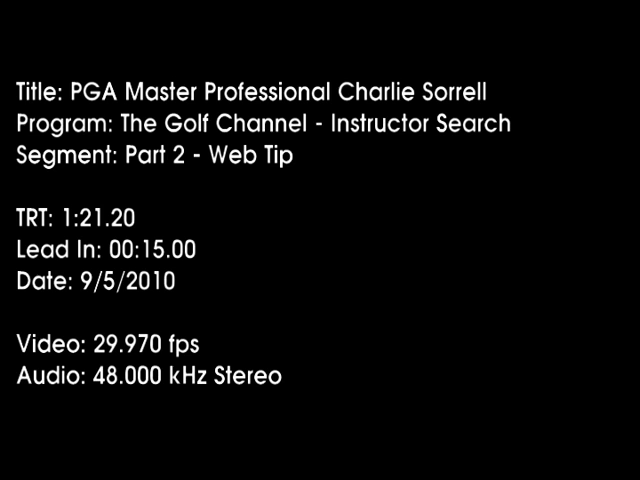 Title: PGA Master Professional Charlie Sorrell
Program: The Golf Channel - Instructor Search
Segment: Part 2 - Web Tip
TRT: 1:21.20
Lead In: 00:15.00
Date: 9/5/2010
Video: 29.970 fps
Audio: 48.000 kHz Stereo